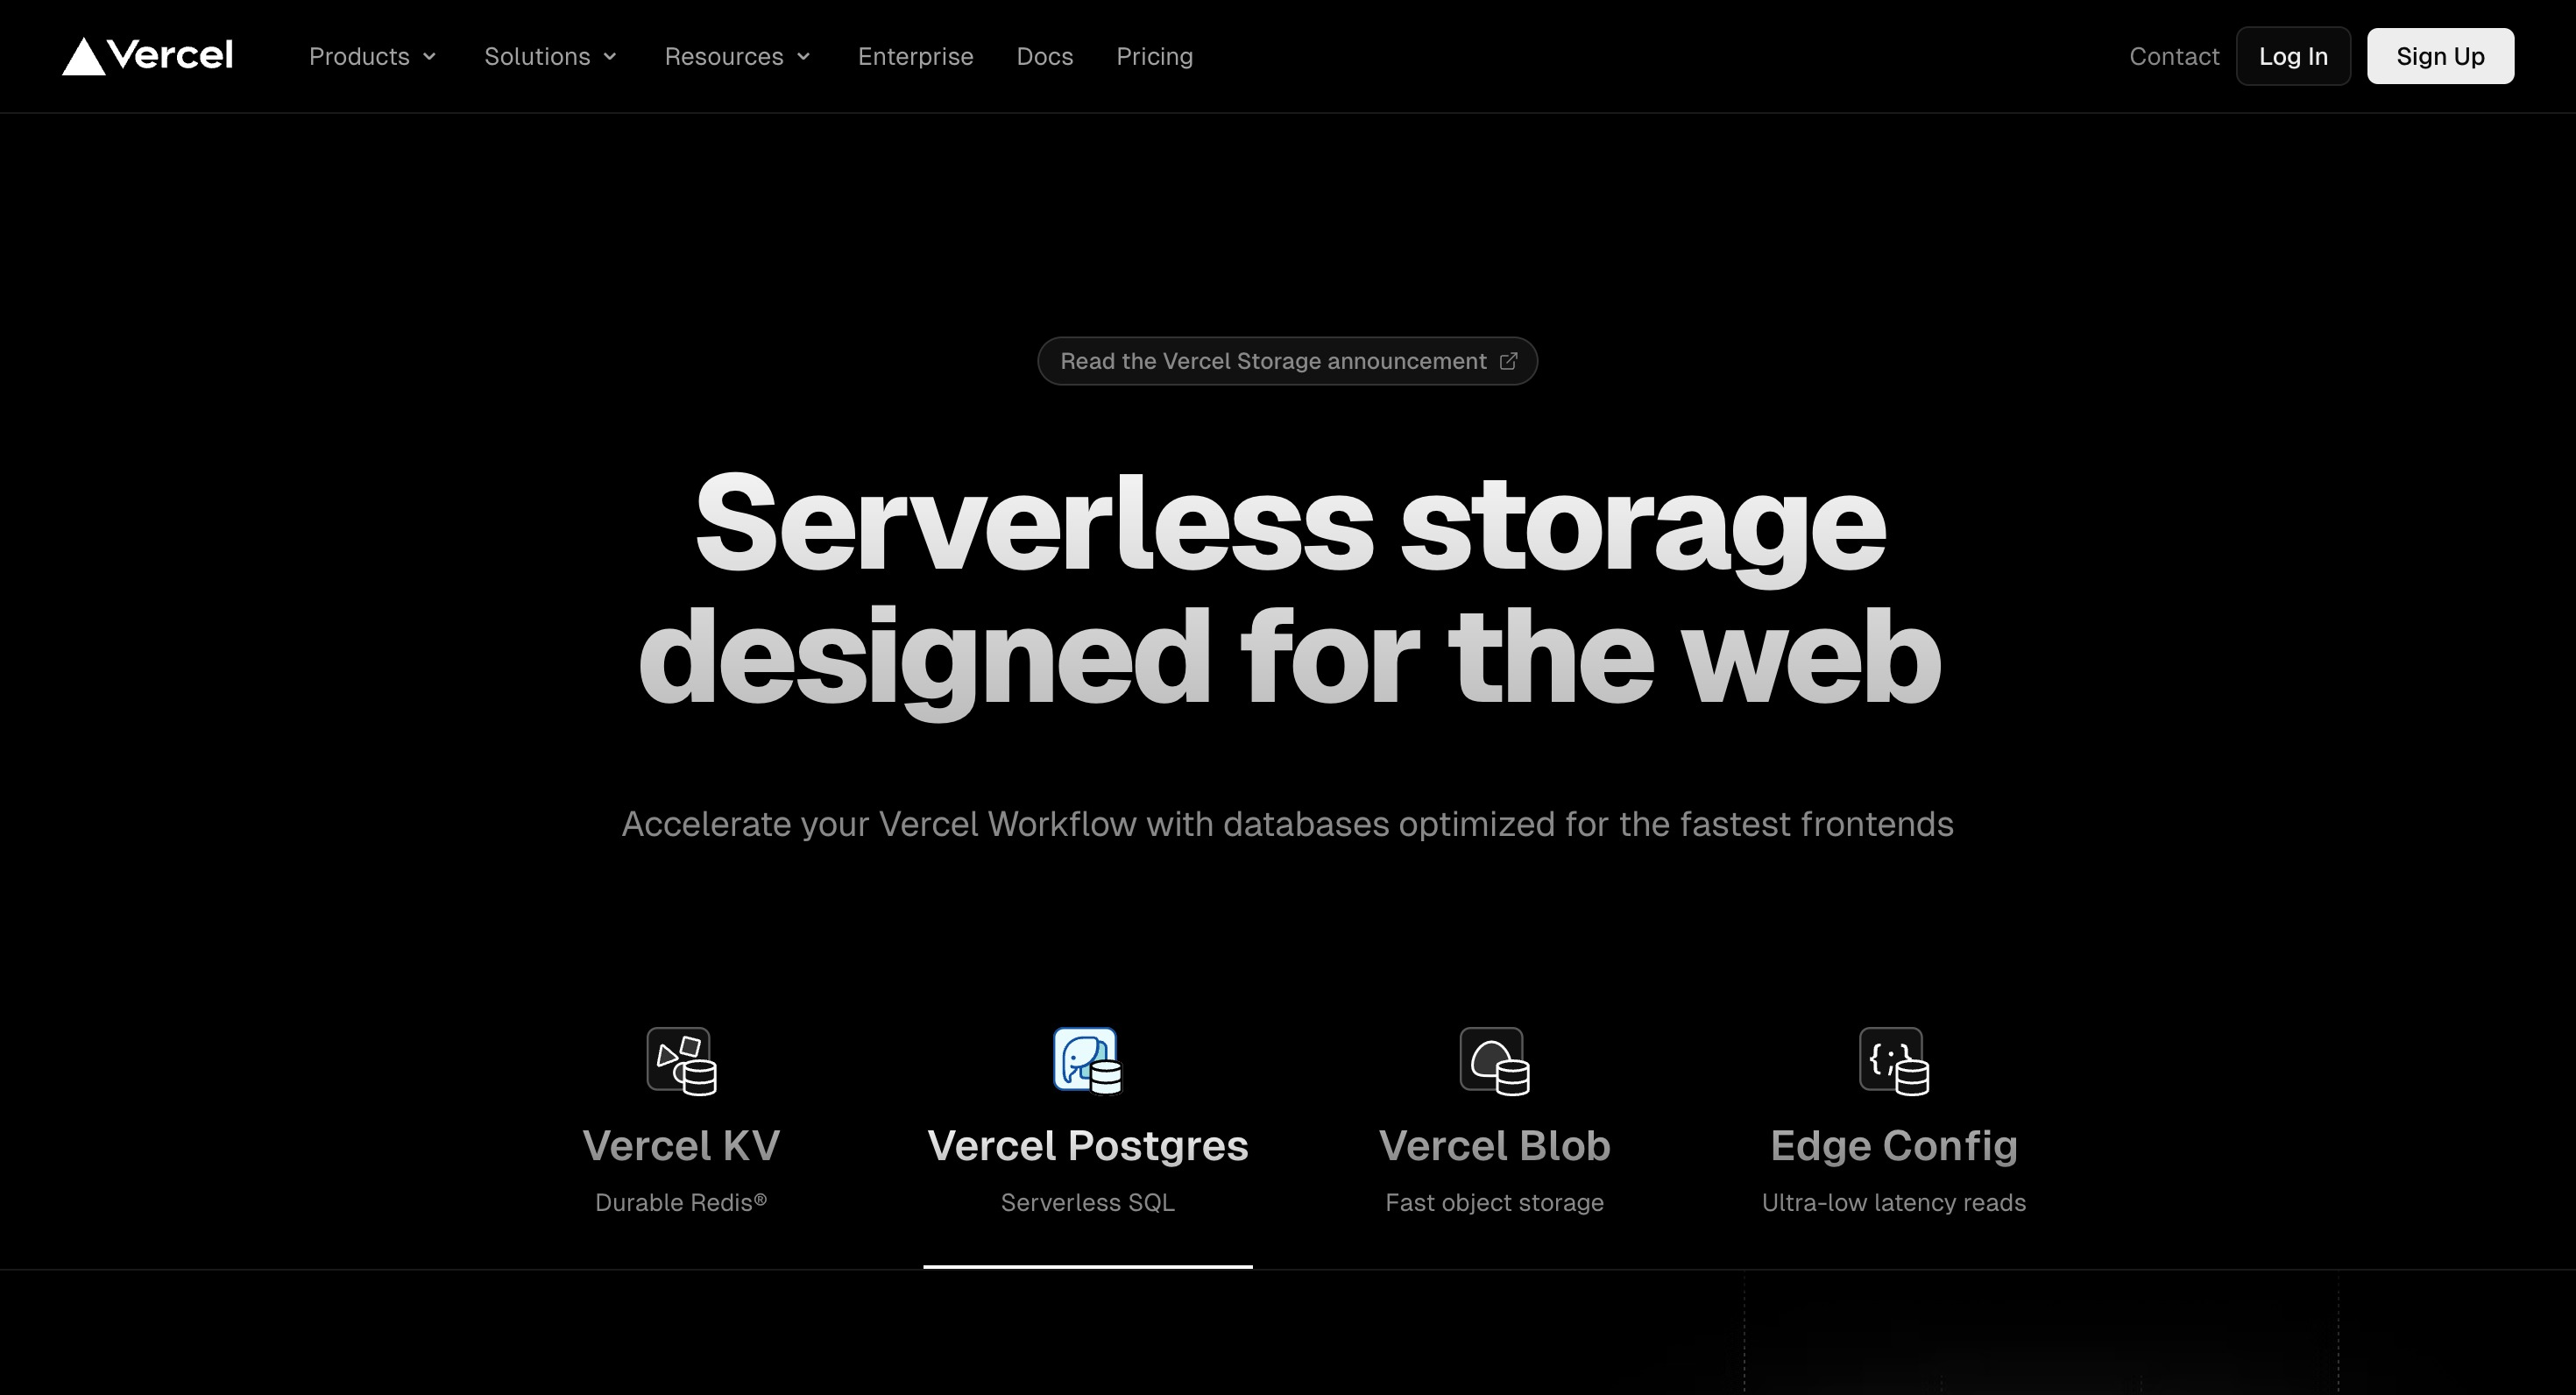 Vercel Products Solutions Resources Enterprise Docs Pricing Contact Log In Sign Up
Read the Vercel Storage announcement
Serverless storage
designed for the web
Accelerate your Vercel Workflow with databases optimized for the fastest frontends
Vercel KV
Durable Redis®
Vercel Postgres
Serverless SQL
Vercel Blob
Fast object storage
{;}
Edge Config
Ultra-low latency reads